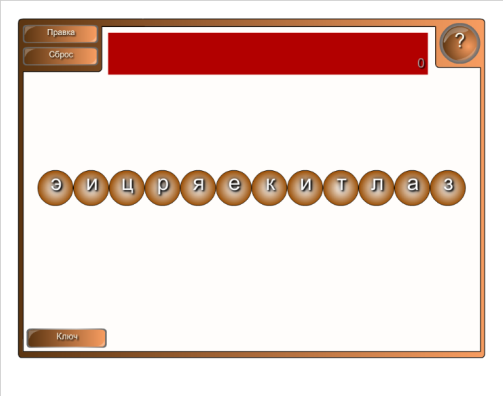 Правка
Сброс
?
0
э и ц р я е к и т л а з
Ключ